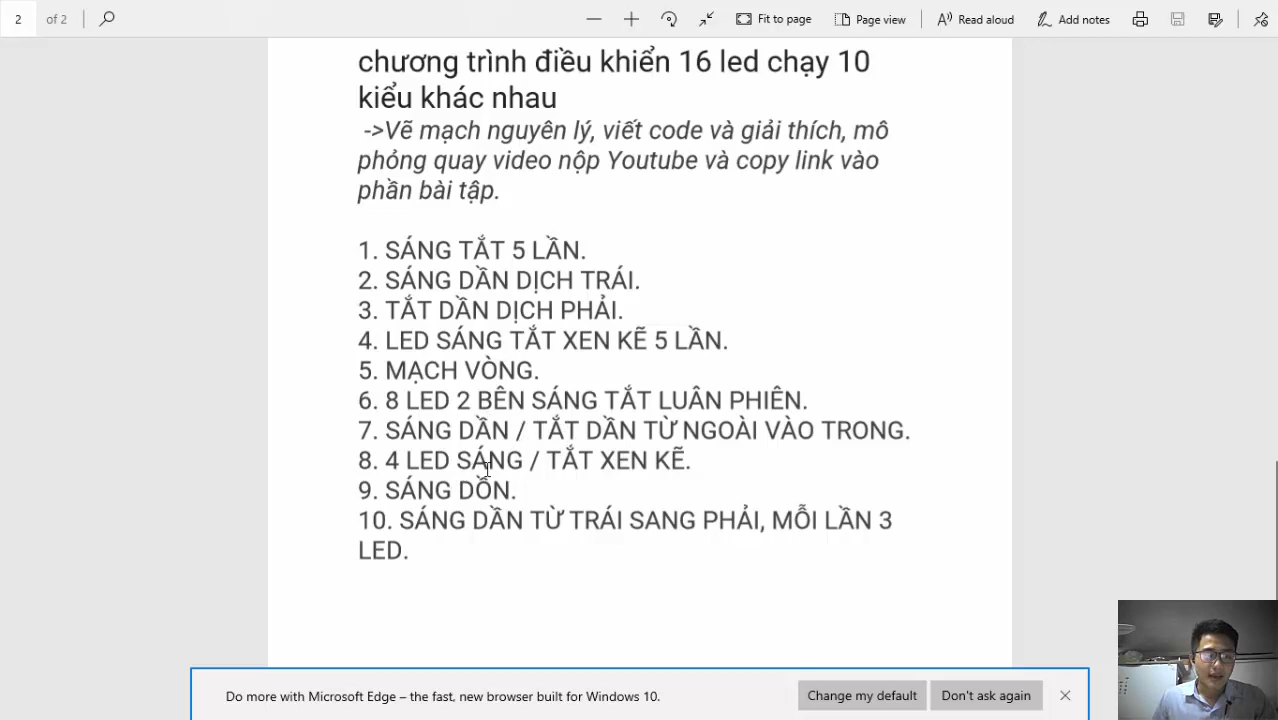 2 of 2
Fit to page
Page view
Read aloud
Add notes
chương trình điều khiển 16 led chạy 10
kiểu khác nhau
->Vẽ mạch nguyên lý, viết code và giải thích, mô
phỏng quay video nộp Youtube và copy link vào
phần bài tập.
1. SÁNG TẮT 5 LẦN.
2. SÁNG DẦN DỊCH TRÁI.
3. TẮT DẦN DỊCH PHẢI.
4. LED SÁNG TẮT XEN KẼ 5 LẦN.
5. MẠCH VÒNG.
6. 8 LED 2 BÊN SÁNG TẮT LUÂN PHIÊN.
7. SÁNG DẦN / TẮT DẦN TỪ NGOÀI VÀO TRONG.
8. 4 LED SÁNG / TẮT XEN KẼ.
9. SÁNG DỒN.
10. SÁNG DẦN TỪ TRÁI SANG PHẢI, MỖI LẦN 3
LED.
Do more with Microsoft Edge – the fast, new browser built for Windows 10.
Change my default
Don't ask again